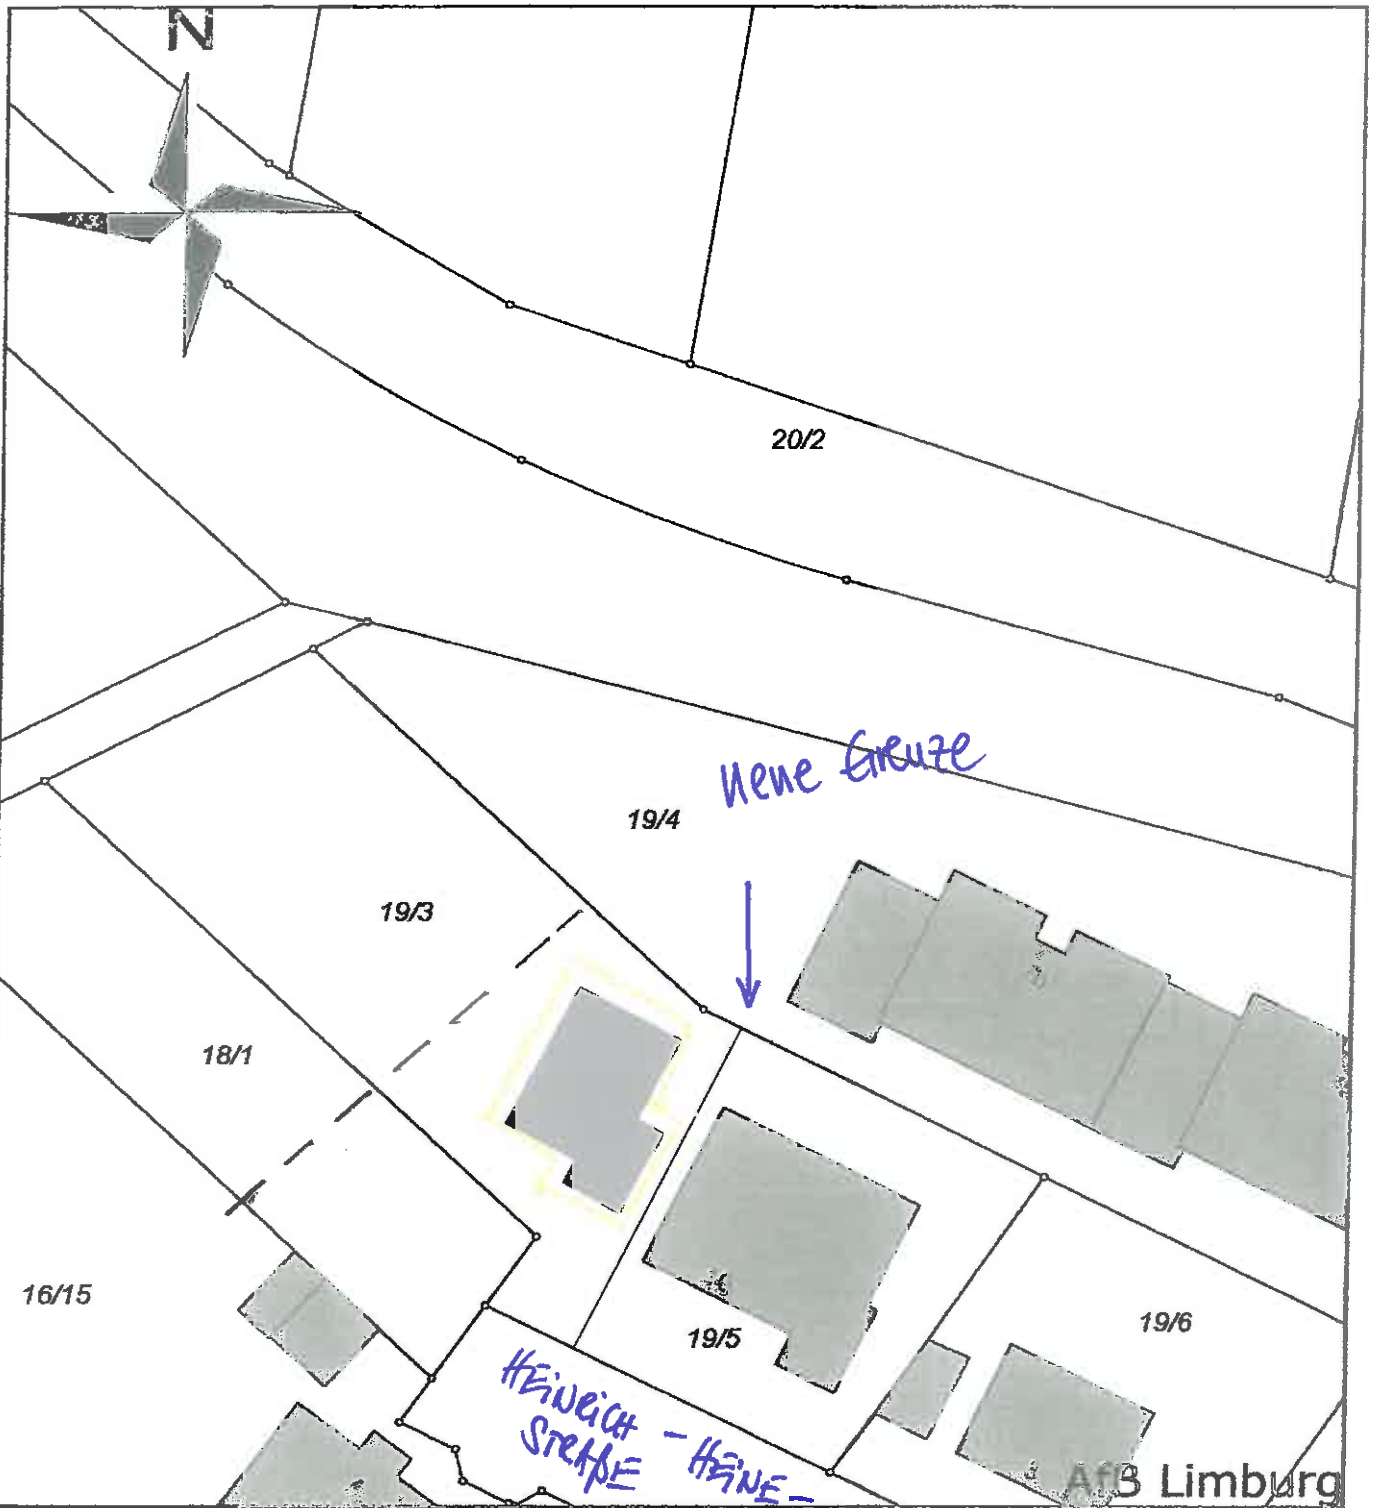 N
20/2
Neue Grenze
19/4
19/3
18/1
16/15
19/5
19/6
HEINRICH - HEINE -
STRAßE
AfB Limburg